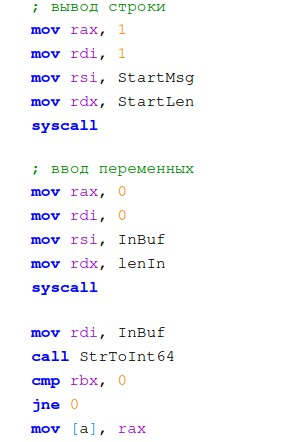 ; вывод строки
mov rax, 1
mov rdi, 1
mov rsi, StartMsg
mov rdx, StartLen
syscall
; ввод переменных
mov rax, 0
mov rdi, 0
mov rsi, InBuf
mov rdx, lenIn
syscall
mov rdi, InBuf
call StrToInt64
cmp rbx, 0
jne 0
mov [a], rax